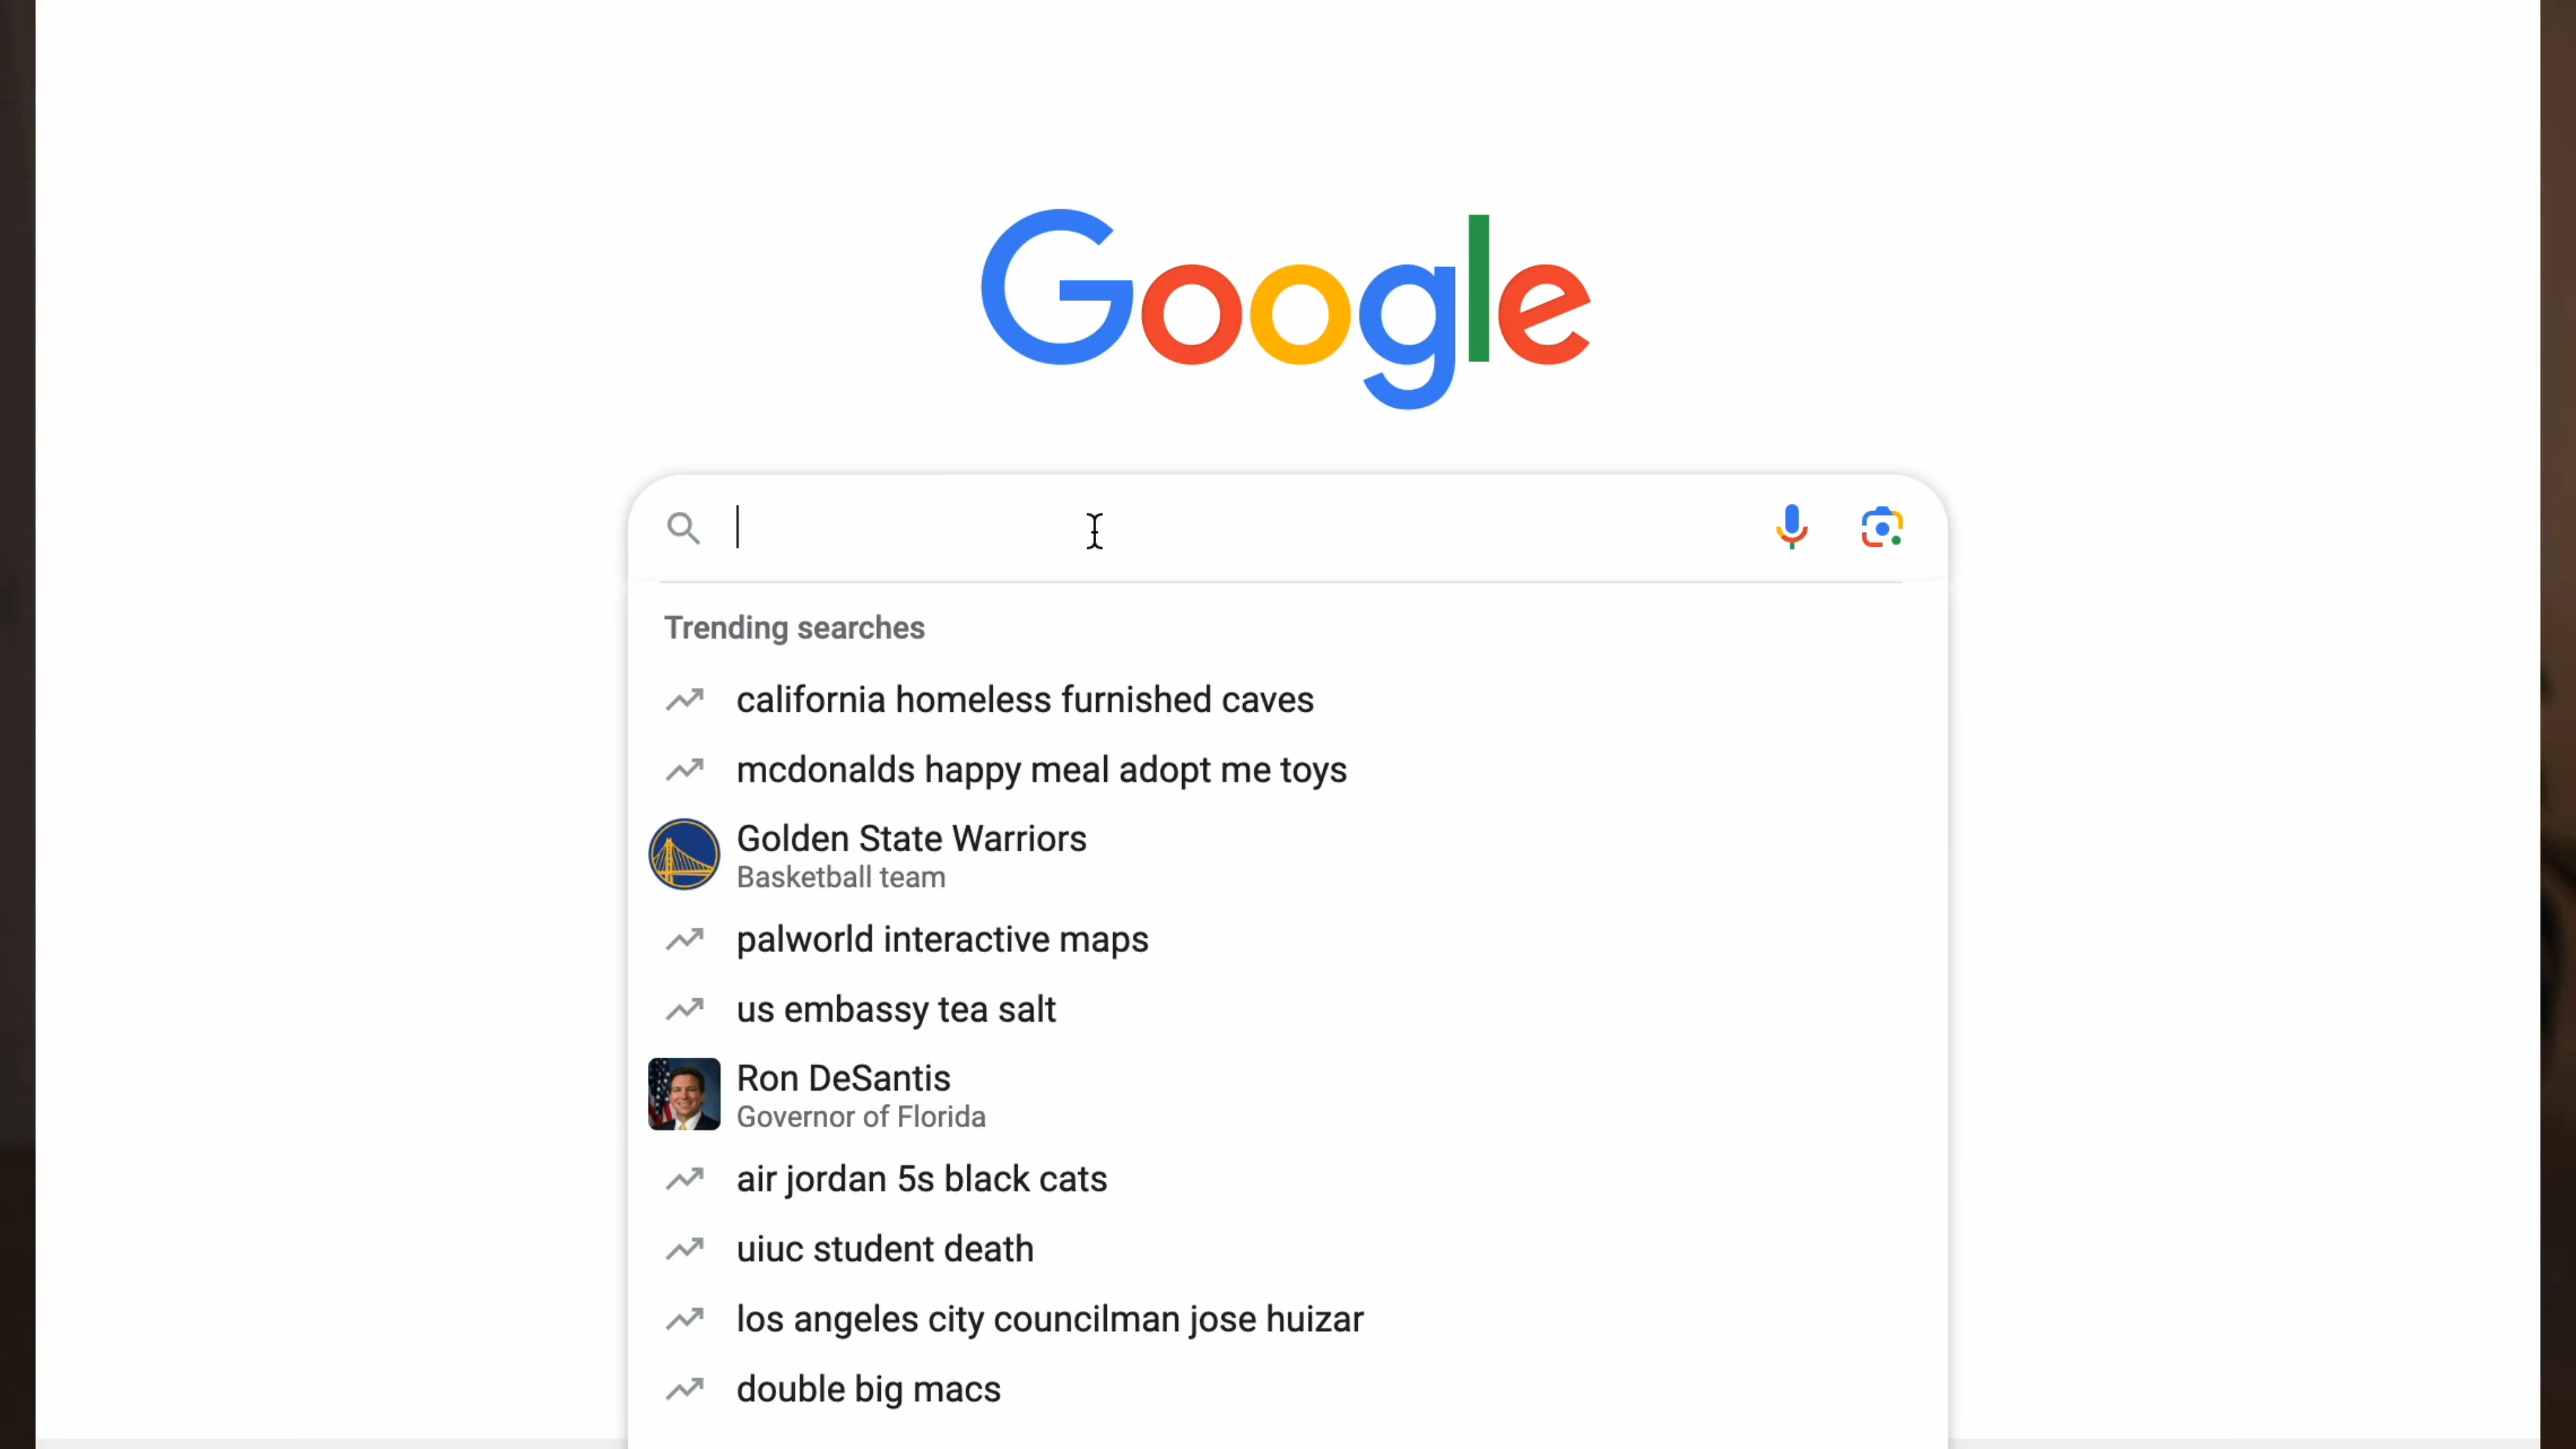 Google
Trending searches
california homeless furnished caves
mcdonalds happy meal adopt me toys
Golden State Warriors
Basketball team
palworld interactive maps
us embassy tea salt
Ron DeSantis
Governor of Florida
air jordan 5s black cats
uiuc student death
los angeles city councilman jose huizar
double big macs